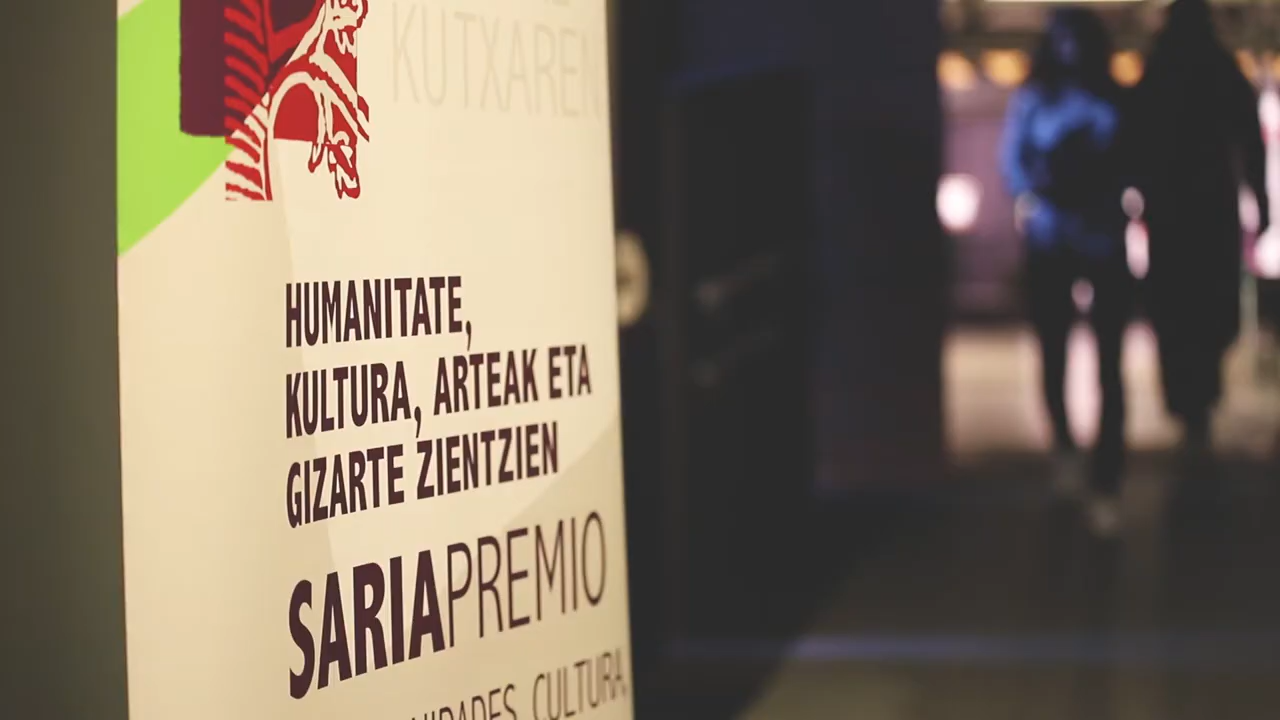 KUTXAREN
HUMANITATE,
KULTURA, ARTEAK ETA
GIZARTE ZIENTZIEN
SARIAPREMIO
CULTURA,